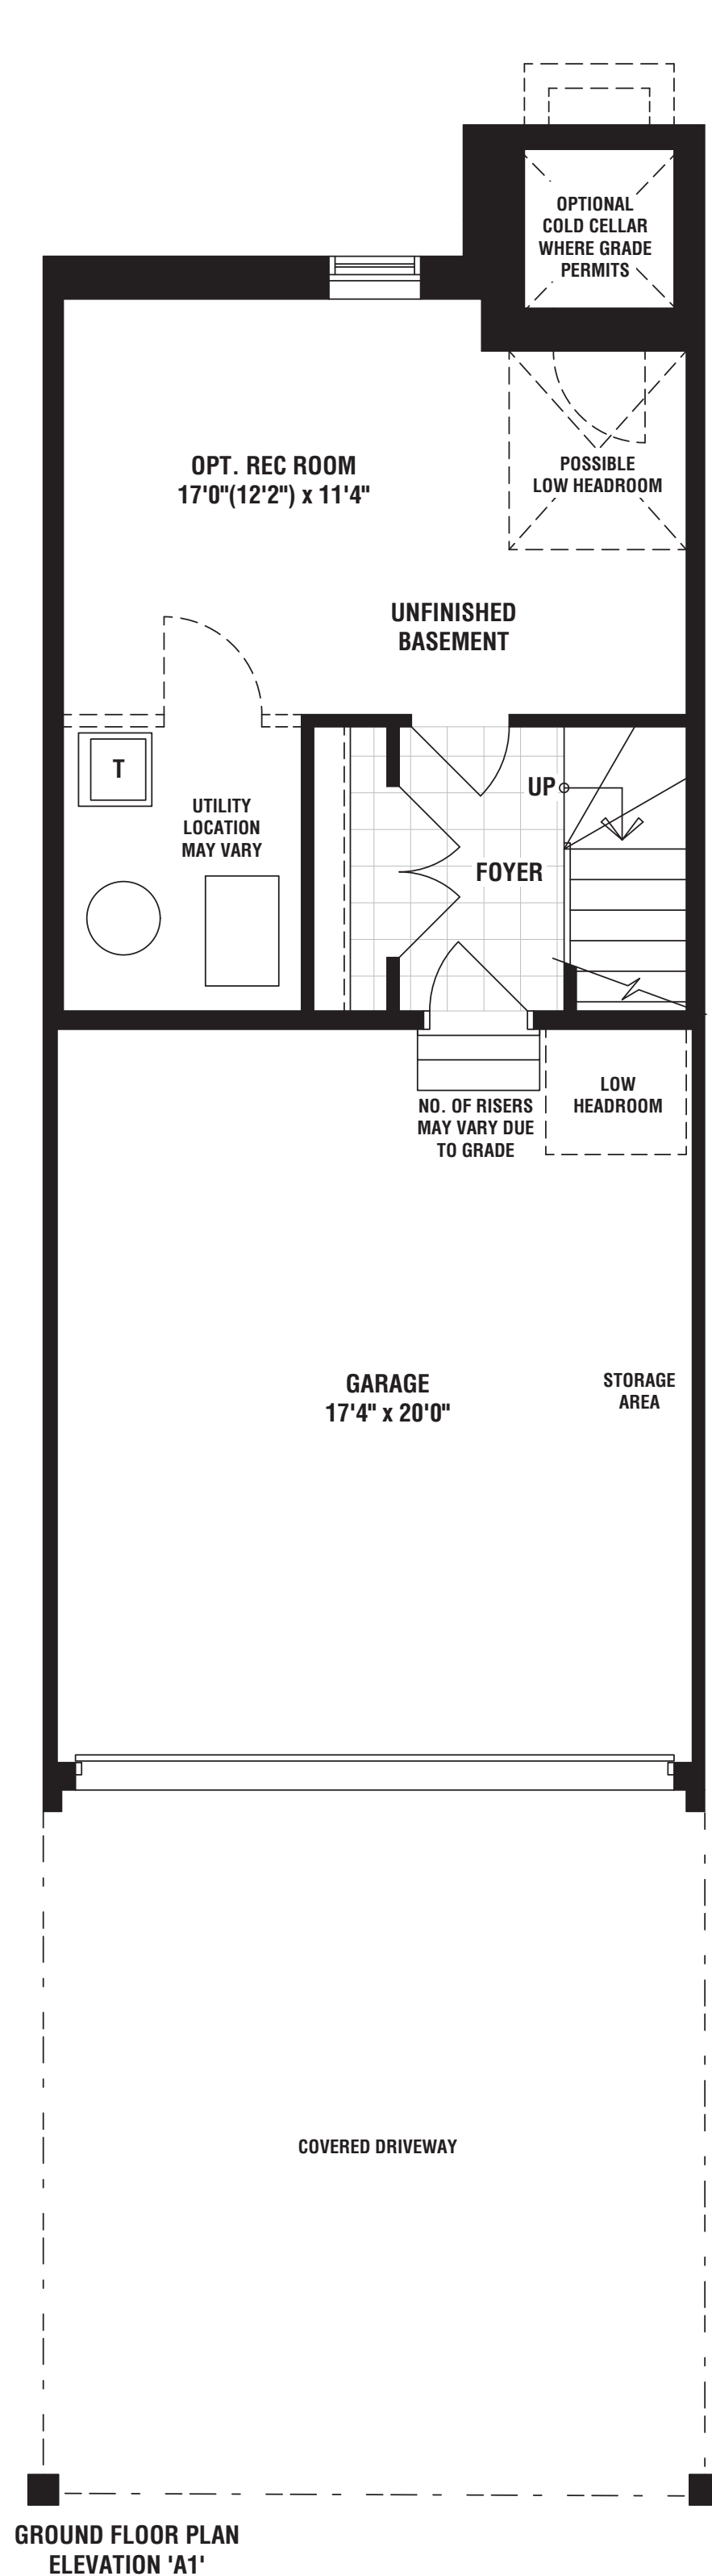 OPTIONAL
COLD CELLAR
WHERE GRADE
PERMITS
OPT. REC ROOM
17'0"(12'2") x 11'4"
POSSIBLE
LOW HEADROOM
UNFINISHED
BASEMENT
T
UTILITY
LOCATION
MAY VARY
UP
FOYER
NO. OF RISERS
MAY VARY DUE
TO GRADE
LOW
HEADROOM
GARAGE
17'4" x 20'0"
STORAGE
AREA
COVERED DRIVEWAY
GROUND FLOOR PLAN
ELEVATION 'A1'